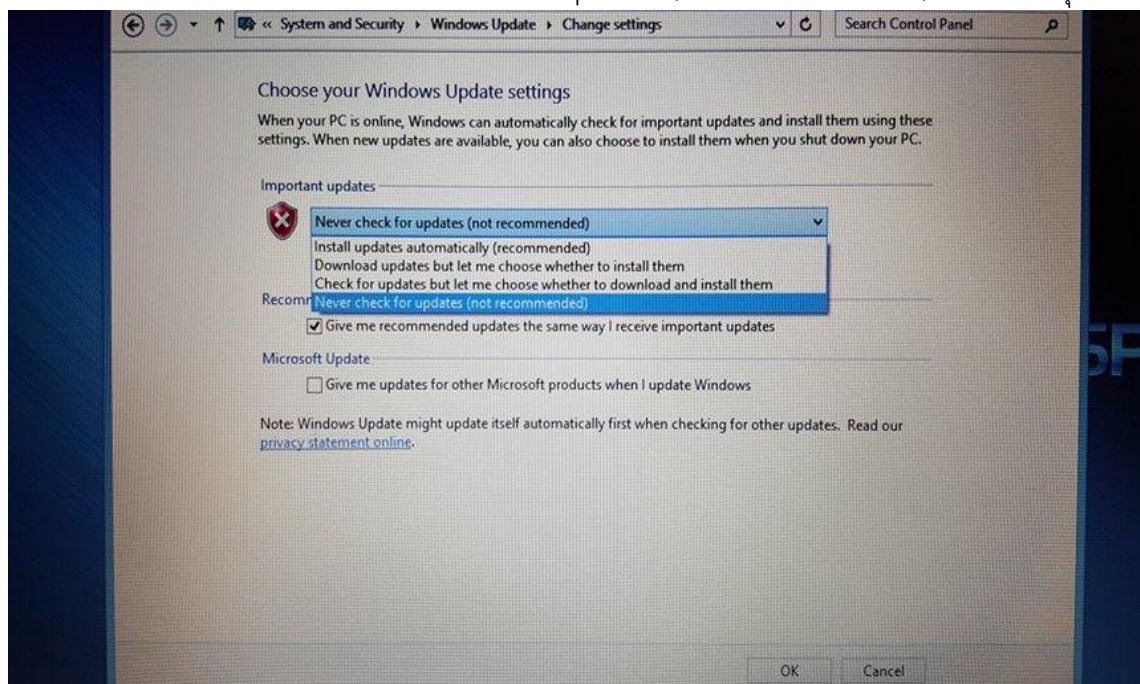 « System and Security ▸ Windows Update ▸ Change settings
Search Control Panel
Choose your Windows Update settings
When your PC is online, Windows can automatically check for important updates and install them using these
settings. When new updates are available, you can also choose to install them when you shut down your PC.
Important updates
Never check for updates (not recommended)
Install updates automatically (recommended)
Download updates but let me choose whether to install them
Check for updates but let me choose whether to download and install them
Never check for updates (not recommended)
Recomm
Give me recommended updates the same way I receive important updates
Microsoft Update
Give me updates for other Microsoft products when I update Windows
Note: Windows Update might update itself automatically first when checking for other updates. Read our
privacy statement online.
OK Cancel